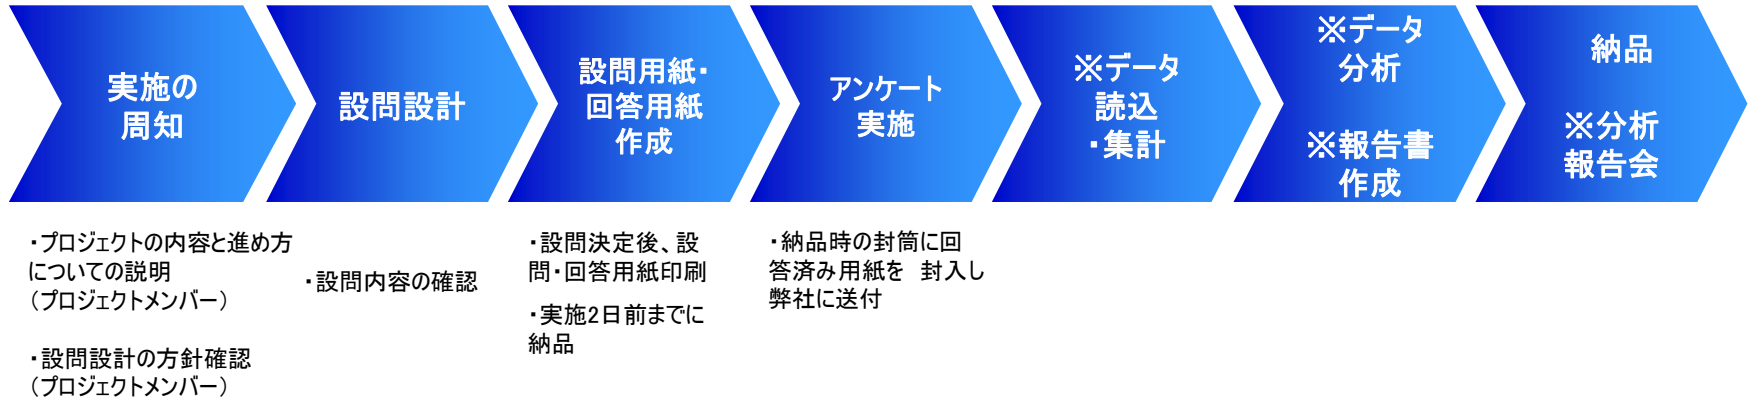 実施の
周知
設問設計
設問用紙・
回答用紙
作成
アンケート
実施
※データ
読込
・集計
※データ
分析
※報告書
作成
納品
※分析
報告会
・プロジェクトの内容と進め方
についての説明
（プロジェクトメンバー）
・設問設計の方針確認
（プロジェクトメンバー）
・設問内容の確認
・設問決定後、設
問・回答用紙印刷
・実施2日前までに
納品
・納品時の封筒に回
答済み用紙を　封入し
弊社に送付